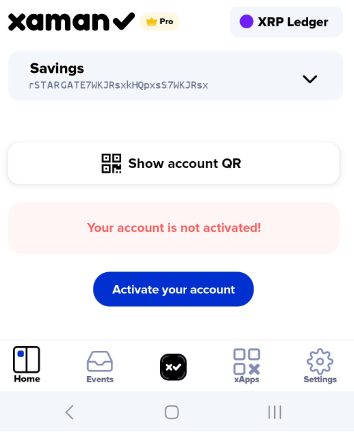 xaman Pro
XRP Ledger
Savings
rSTARGATE7WKJRsxkHQpxsS7WKJRsx
Show account QR
Your account is not activated!
Activate your account
Home Events xApps Settings